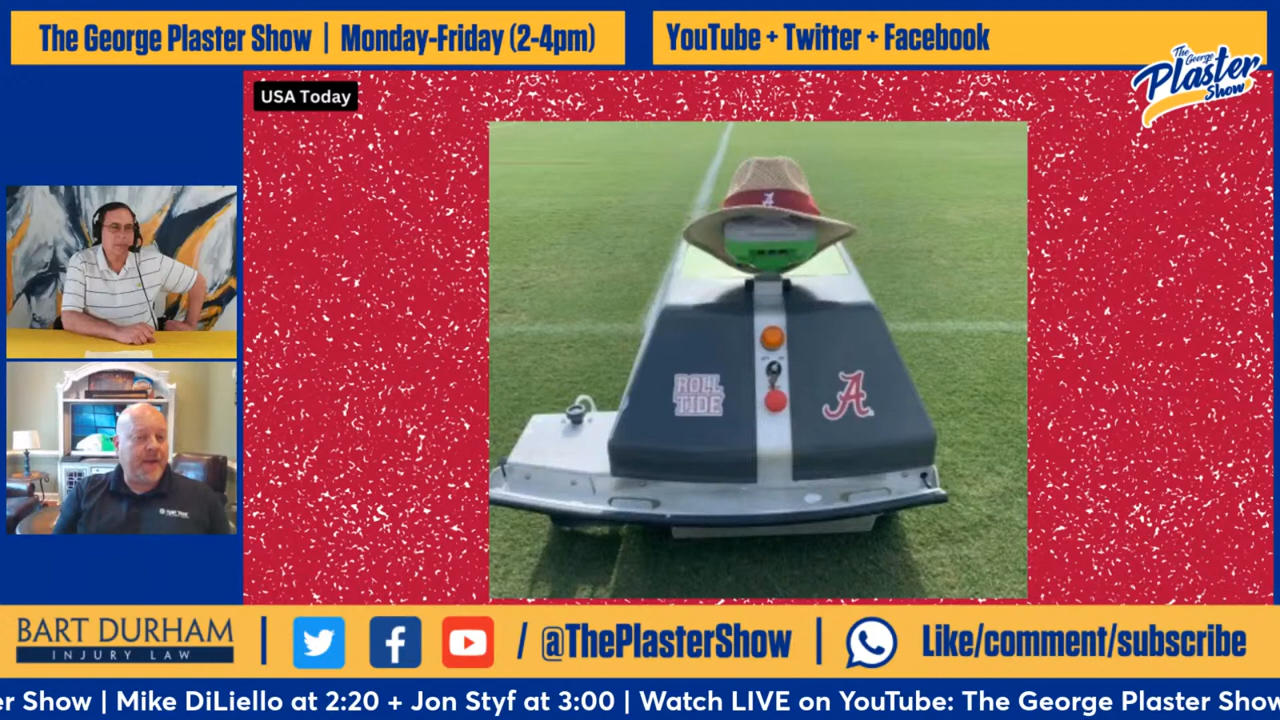 The George Plaster Show | Monday-Friday (2-4pm)
YouTube + Twitter + Facebook
The George
Plaster
Show
USA Today
A
ROLL
TIDE
A
BART DURHAM
INJURY LAW
/ @ThePlasterShow
Like/comment/subscribe
er Show | Mike DiLiello at 2:20 + Jon Styf at 3:00 | Watch LIVE on YouTube: The George Plaster Show